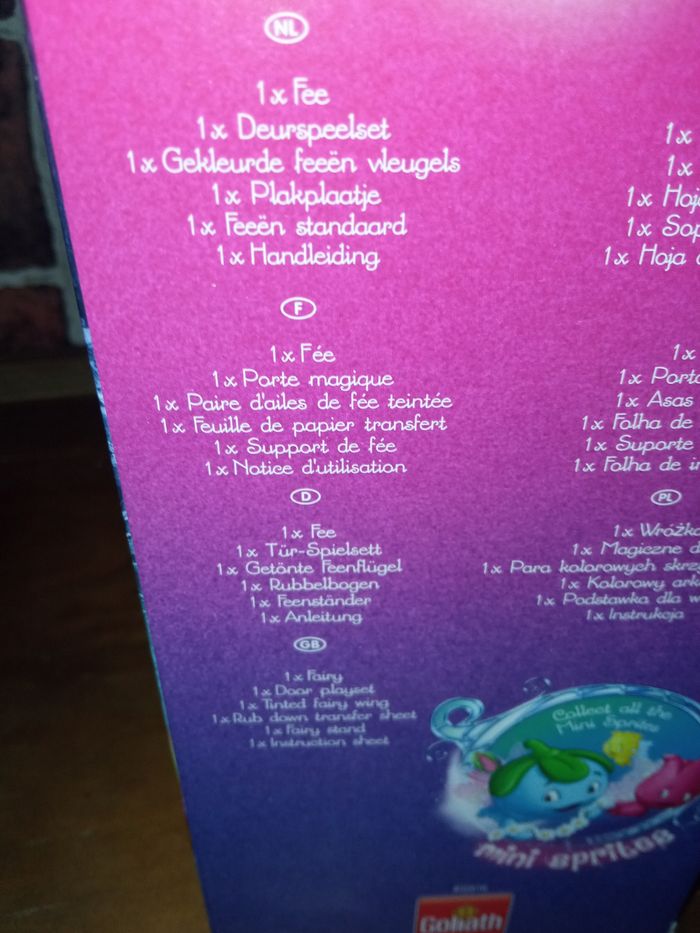 NL
1x Fee
1x Deurspeelset
1x Gekleurde feeën vleugels
1x Plakplaatje
1x Feeën standaard
1x Handleiding
F
1x Fée
1x Porte magique
1x Paire d'ailes de fée teintée
1x Feuille de papier transfert
1x Support de fée
1x Notice d'utilisation
D
1x Fee
1x Tür-Spielsett
1x Getönte Feenflügel
1x Rubbelbogen
1x Feenständer
1x Anleitung
GB
1x Fairy
1x Door playset
1x Tinted fairy wing
1x Rub down transfer sheet
1x Fairy stand
1x Instruction sheet
1x
1x
1x
1x
1x Hoja
1x
1x
1x Asas
1x Folha de
1x Suporte
1x Folha de
PL
1x
1x Magiczne
1x Para kolorowych
1x Kolorowy
1x Podstawka dla
1x Instrukcja
Collect all the
Mini Sprites
mini sprites
Goliath